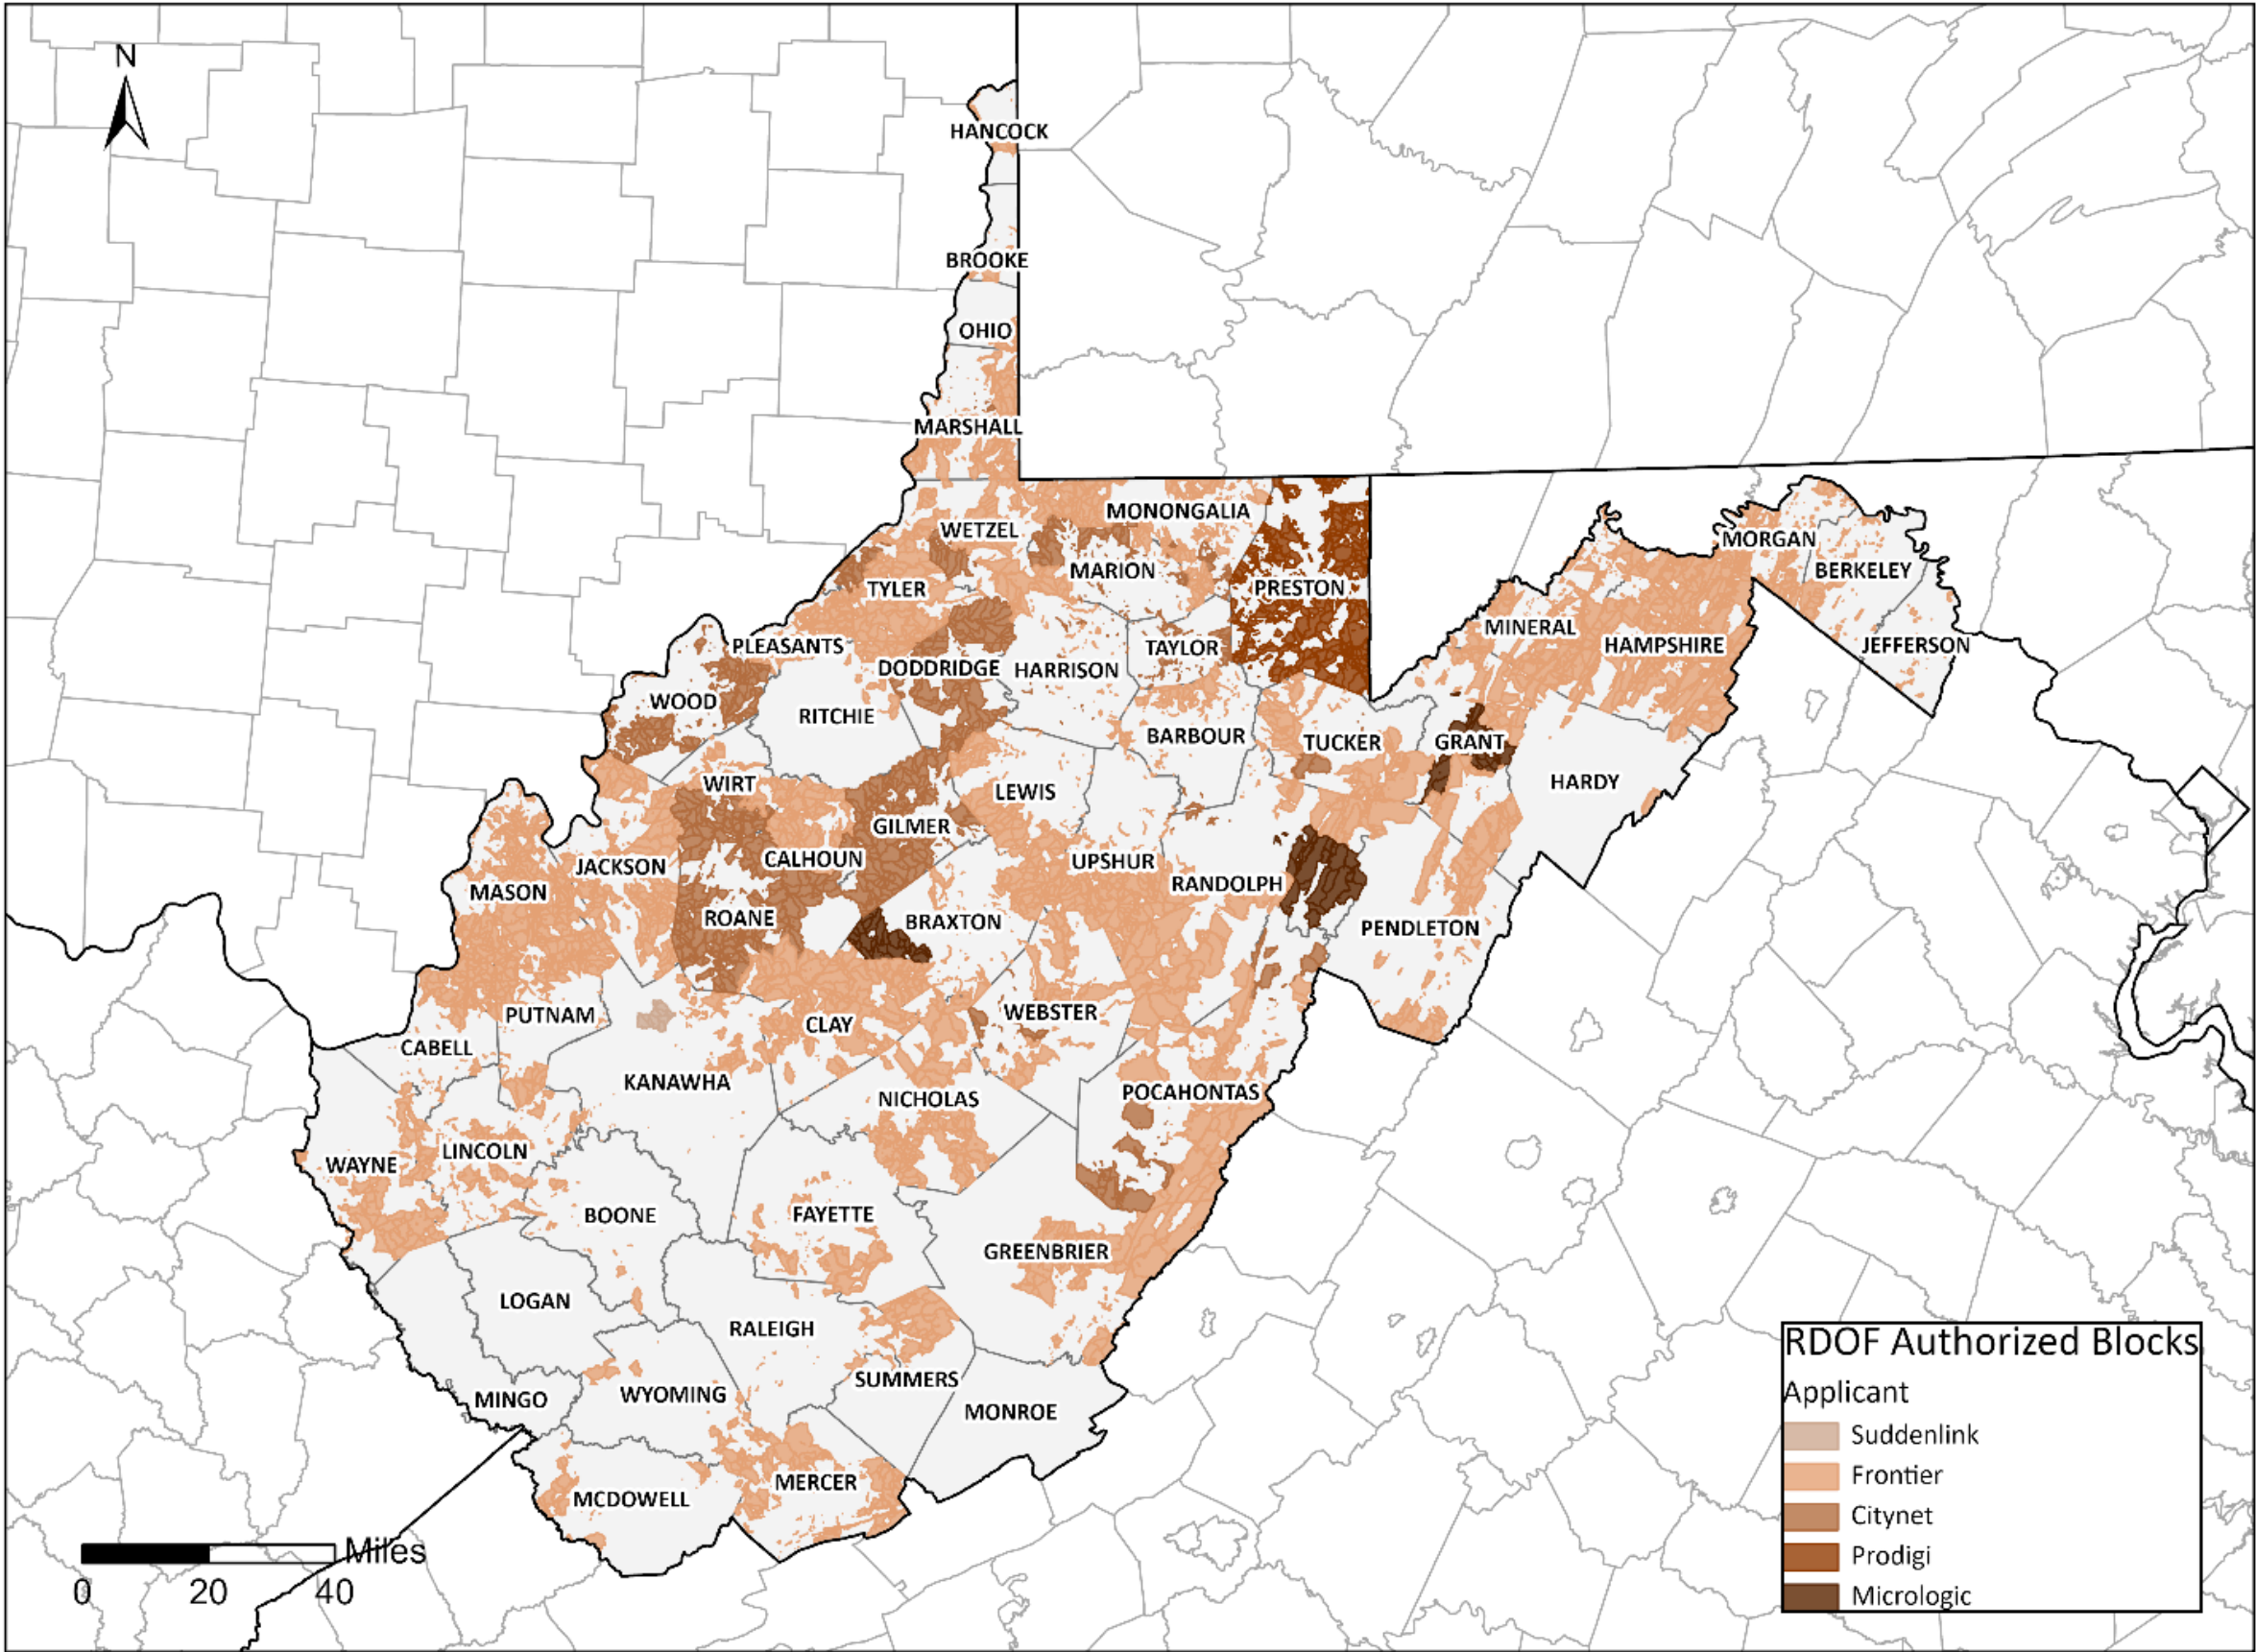 N
HANCOCK
BROOKE
OHIO
MARSHALL
MONONGALIA
WETZEL
MORGAN
MARION
BERKELEY
TYLER
PRESTON
MINERAL
PLEASANTS
TAYLOR
HAMPSHIRE
JEFFERSON
DODDRIDGE
HARRISON
WOOD
RITCHIE
BARBOUR
TUCKER
GRANT
WIRT
HARDY
LEWIS
GILMER
CALHOUN
UPSHUR
JACKSON
RANDOLPH
MASON
ROANE
BRAXTON
PENDLETON
PUTNAM
CLAY
WEBSTER
CABELL
KANAWHA
NICHOLAS
POCAHONTAS
LINCOLN
WAYNE
BOONE
FAYETTE
GREENBRIER
LOGAN
RALEIGH
SUMMERS
WYOMING
MINGO
MONROE
MERCER
MCDOWELL
RDOF Authorized Blocks
Applicant
Suddenlink
Frontier
Citynet
Prodigi
Micrologic
Miles
0 20 40